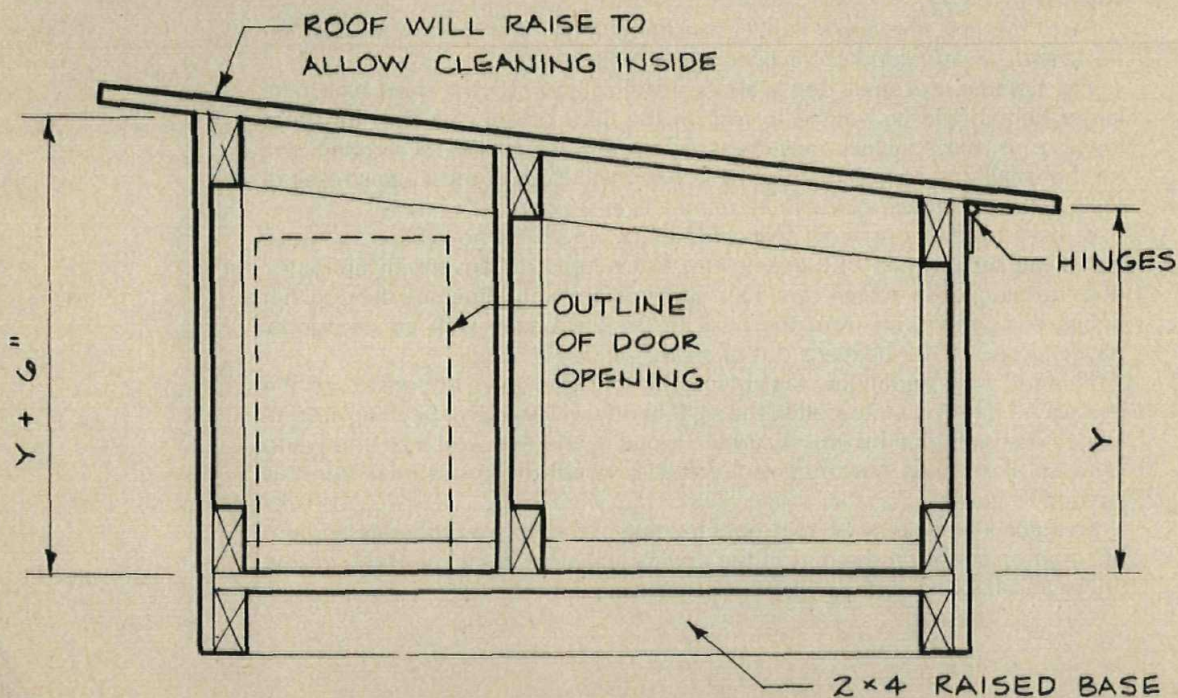 ROOF WILL RAISE TO
ALLOW CLEANING INSIDE
HINGES
OUTLINE
OF DOOR
OPENING
Y + 6"
Y
2×4 RAISED BASE